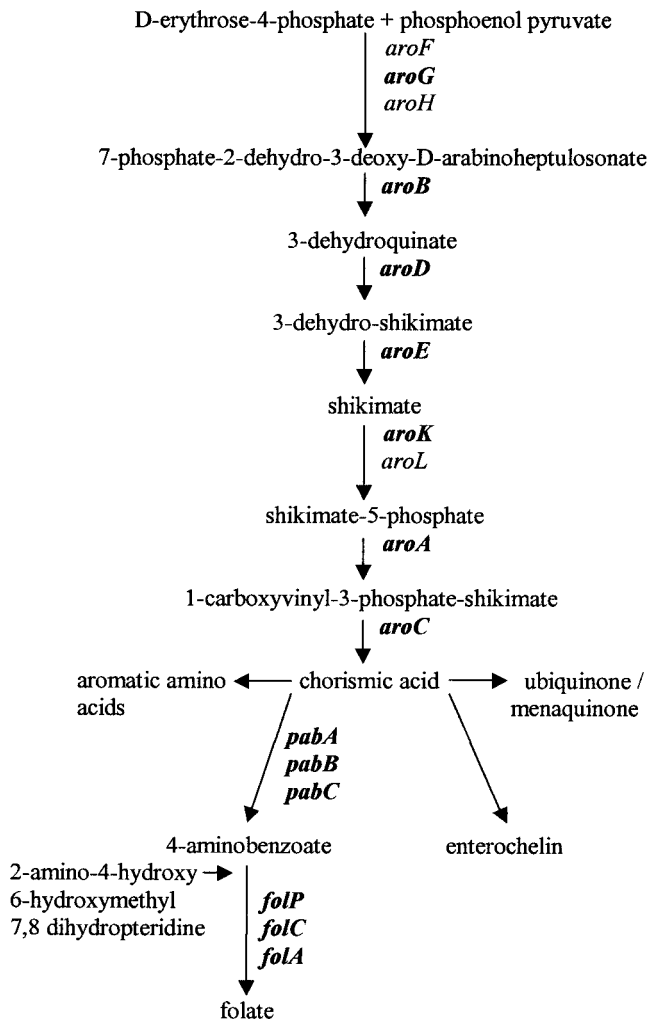 D-erythrose-4-phosphate + phosphoenol pyruvate
aroF
aroG
aroH
7-phosphate-2-dehydro-3-deoxy-D-arabinoheptulosonate
aroB
3-dehydroquinate
aroD
3-dehydro-shikimate
aroE
shikimate
aroK
aroL
shikimate-5-phosphate
aroA
1-carboxyvinyl-3-phosphate-shikimate
aroC
aromatic amino
acids
chorismic acid
ubiquinone /
menaquinone
pabA
pabB
pabC
4-aminobenzoate
enterochelin
2-amino-4-hydroxy
6-hydroxymethyl
7,8 dihydropteridine
folP
folC
folA
folate